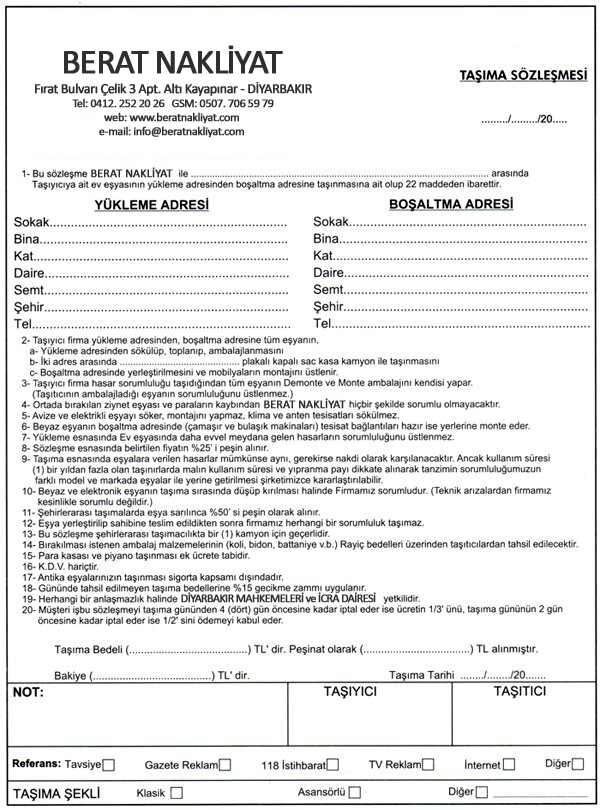 BERAT NAKLİYAT
Fırat Bulvarı Çelik 3 Apt. Altı Kayapınar - DİYARBAKIR
Tel: 0412. 252 20 26   GSM: 0507. 706 59 79
web: www.beratnakliyat.com
e-mail: info@beratnakliyat.com
TAŞIMA SÖZLEŞMESİ
........./........./20.....
1- Bu sözleşme BERAT NAKLİYAT ile .................................................................................... arasında
Taşıyıcıya ait ev eşyasının yükleme adresinden boşaltma adresine taşınmasına ait olup 22 maddeden ibarettir.
YÜKLEME ADRESİ
Sokak......................................................
Bina.........................................................
Kat...........................................................
Daire........................................................
Semt........................................................
Şehir........................................................
Tel............................................................
BOŞALTMA ADRESİ
Sokak......................................................
Bina.........................................................
Kat...........................................................
Daire........................................................
Semt........................................................
Şehir........................................................
Tel............................................................
2- Taşıyıcı firma yükleme adresinden, boşaltma adresine tüm eşyanın,
a- Yükleme adresinden sökülüp, toplanıp, ambalajlanmasını
b- İki adres arasında .................................. plakalı kapalı sac kasa kamyon ile taşınmasını
c- Boşaltma adresinde yerleştirilmesini ve mobilyaların montajını üstlenir.
3- Taşıyıcı firma hasar sorumluluğu taşıdığından tüm eşyanın Demonte ve Monte ambalajını kendisi yapar.
(Taşıtıcının ambalajladığı eşyanın sorumluluğunu üstlenmez.)
4- Ortada bırakılan ziynet eşyası ve paraların kaybından BERAT NAKLİYAT hiçbir şekilde sorumlu olmayacaktır.
5- Avize ve elektrikli eşyayı söker, montajını yapmaz, klima ve anten tesisatları sökülmez.
6- Beyaz eşyanın boşaltma adresinde (çamaşır ve bulaşık makinaları) tesisat bağlantıları hazır ise yerlerine monte eder.
7- Yükleme esnasında Ev eşyasında daha evvel meydana gelen hasarların sorumluluğunu üstlenmez.
8- Sözleşme esnasında belirtilen fiyatın %25' i peşin alınır.
9- Taşıma esnasında eşyalara verilen hasarlar mümkünse aynı, gerekirse nakdi olarak karşılanacaktır. Ancak kullanım süresi
(1) bir yıldan fazla olan taşınırlarda malın kullanım süresi ve yıpranma payı dikkate alınarak tanzim sorumluluğumuzun
farklı model ve markada eşyalar ile yerine getirilmesi şirketimizce kararlaştırılabilir.
10- Beyaz ve elektronik eşyanın taşıma sırasında düşüp kırılması halinde Firmamız sorumludur. (Teknik arızalardan firmamız
kesinlikle sorumlu değildir.)
11- Şehirlerarası taşımalarda eşya sarılınca %50' si peşin olarak alınır.
12- Eşya yerleştirilip sahibine teslim edildikten sonra firmamız herhangi bir sorumluluk taşımaz.
13- Bu sözleşme şehirlerarası taşımacılıkta bir (1) kamyon için geçerlidir.
14- Bırakılması istenen ambalaj malzemelerinin (koli, bidon, battaniye v.b.) Rayiç bedelleri üzerinden taşıtıcılardan tahsil edilecektir.
15- Para kasası ve piyano taşınması ek ücrete tabidir.
16- K.D.V. hariçtir.
17- Antika eşyalarınızın taşınması sigorta kapsamı dışındadır.
18- Gününde tahsil edilmeyen taşıma bedellerine %15 gecikme zammı uygulanır.
19- Herhangi bir anlaşmazlık halinde DİYARBAKIR MAHKEMELERİ ve İCRA DAİRESİ yetkilidir.
20- Müşteri işbu sözleşmeyi taşıma gününden 4 (dört) gün öncesine kadar iptal eder ise ücretin 1/3' ünü, taşıma gününün 2 gün
öncesine kadar iptal eder ise 1/2' sini ödemeyi kabul eder.
Taşıma Bedeli (..................................) TL' dir. Peşinat olarak (..............................) TL alınmıştır.
Bakiye (..................................) TL' dir.   Taşıma Tarihi ......../......../20.......
NOT:
TAŞIYICI
TAŞITICI
Referans: Tavsiye   Gazete Reklam   118 İstihbarat   TV Reklam   İnternet   Diğer
TAŞIMA ŞEKLİ   Klasik   Asansörlü   Diğer ____________________